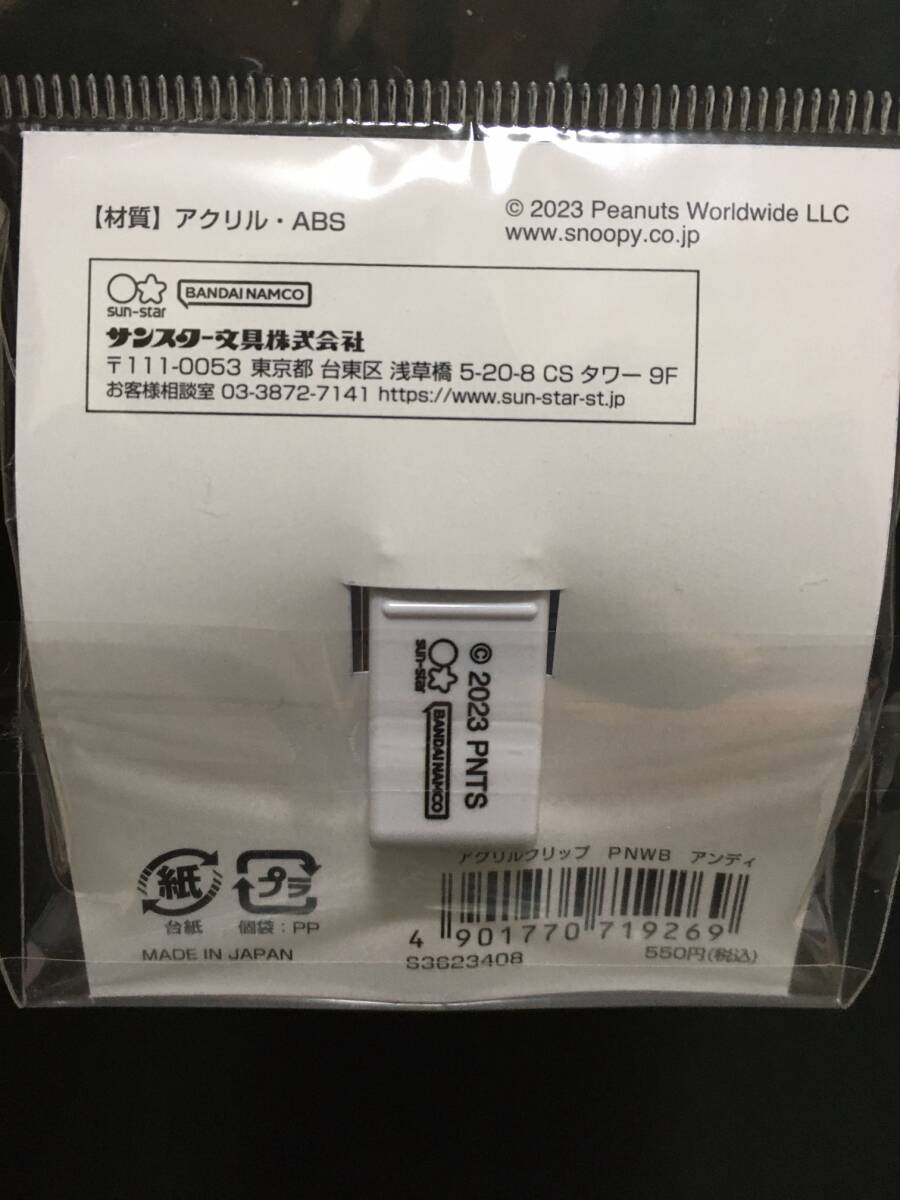 【材質】アクリル・ABS
© 2023 Peanuts Worldwide LLC
www.snoopy.co.jp
sun-star
BANDAI NAMCO
サンスター文具株式会社
〒111-0053 東京都 台東区 浅草橋 5-20-8 CS タワー 9F
お客様相談室 03-3872-7141 https://www.sun-star-st.jp
© 2023 PNTS
sun-star
BANDAI NAMCO
アクリルクリップ PNWB アンディ
紙
プラ
台紙
個袋：PP
4 901770 719269
MADE IN JAPAN
S3623408
550円(税込)